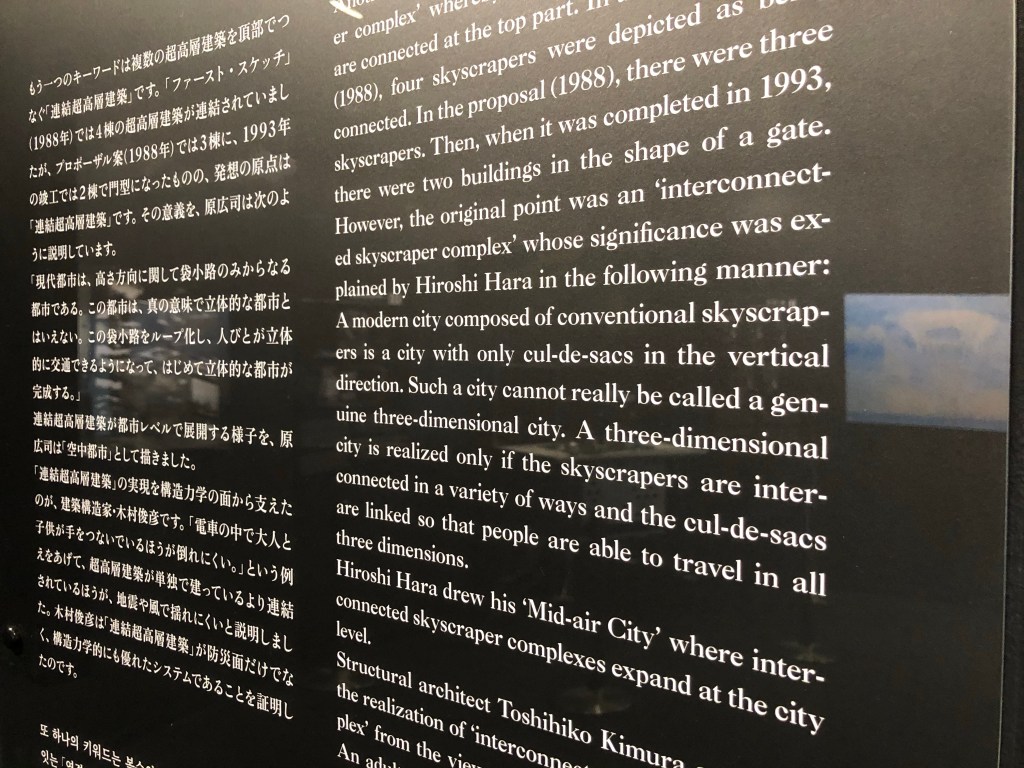 もう一つのキーワードは複数の超高層建築を頂部でつ
なぐ「連結超高層建築」です。「ファースト・スケッチ」
(1988年)では4棟の超高層建築が連結されていまし
たが、プロポーザル案(1988年)では3棟に、1993年
の竣工では2棟で門型になったものの、発想の原点は
「連結超高層建築」です。その意義を、原広司は次のよ
うに説明しています。
「現代都市は、高さ方向に関して袋小路のみからなる
都市である。この都市は、真の意味で立体的な都市と
はいえない。この袋小路をループ化し、人びとが立体
的に交通できるようになって、はじめて立体的な都市が
完成する。」
連結超高層建築が都市レベルで展開する様子を、原
広司は「空中都市」として描きました。
「連結超高層建築」の実現を構造力学の面から支えた
のが、建築構造家・木村俊彦です。「電車の中で大人と
子供が手をつないでいるほうが倒れにくい。」という例
えをあげて、超高層建築が単独で建っているより連結
されているほうが、地震や風で揺れにくいと説明しまし
た。木村俊彦は「連結超高層建築」が防災面だけでな
く、構造力学的にも優れたシステムであることを証明し
たのです。
또 하나의 키워드는
er complex' whereby
are connected at the top part. In
(1988), four skyscrapers were depicted as being
connected. In the proposal (1988), there were three
skyscrapers. Then, when it was completed in 1993,
there were two buildings in the shape of a gate.
However, the original point was an 'interconnect-
ed skyscraper complex' whose significance was ex-
plained by Hiroshi Hara in the following manner:
A modern city composed of conventional skyscrap-
ers is a city with only cul-de-sacs in the vertical
direction. Such a city cannot really be called a gen-
uine three-dimensional city. A three-dimensional
city is realized only if the skyscrapers are inter-
connected in a variety of ways and the cul-de-sacs
are linked so that people are able to travel in all
three dimensions.
Hiroshi Hara drew his 'Mid-air City' where inter-
connected skyscraper complexes expand at the city
level.
Structural architect Toshihiko Kimura
the realization of 'interconnec
plex' from the view
An adul